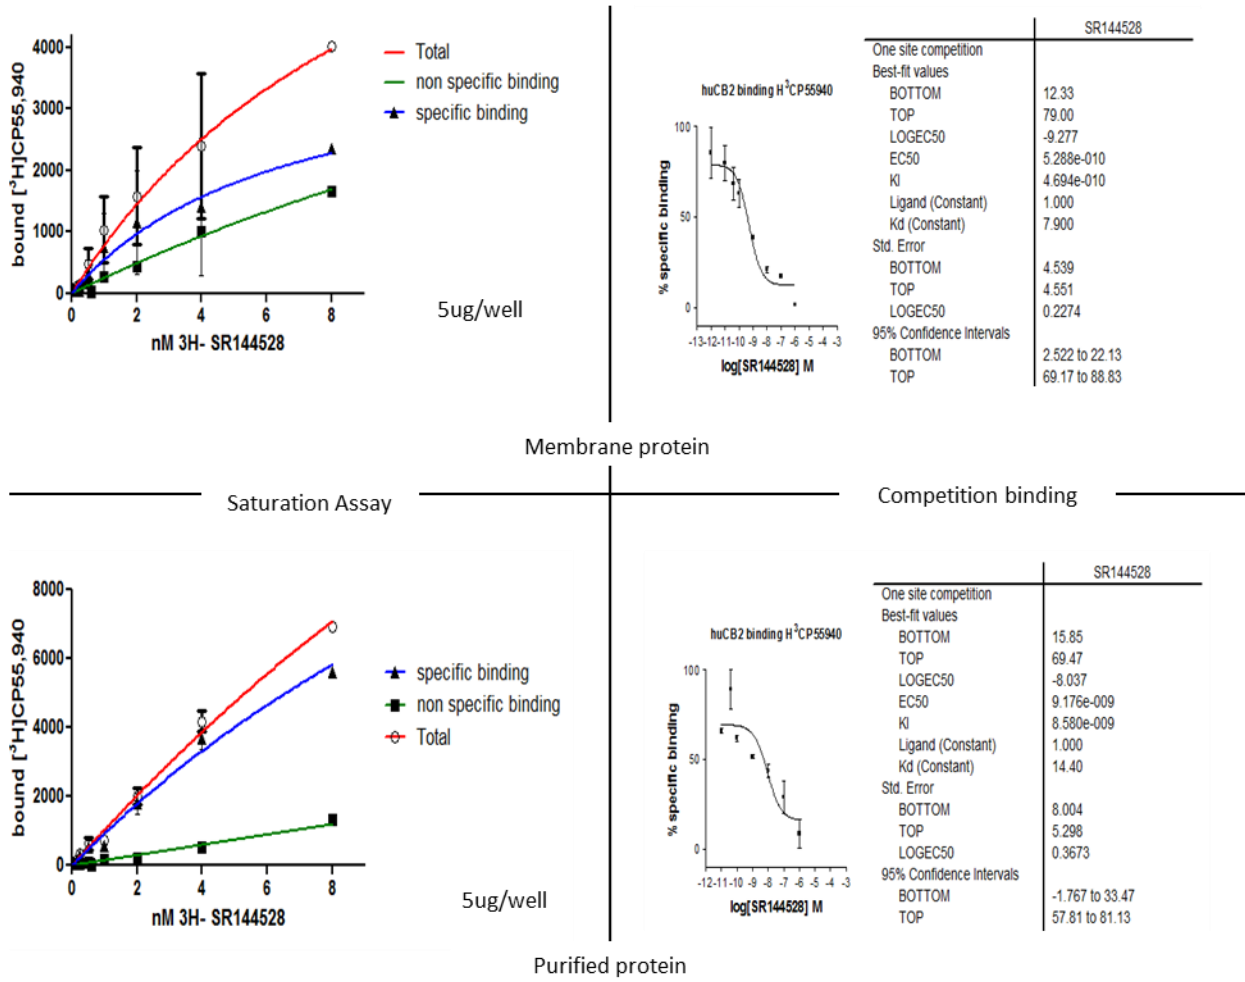 4000
3000
2000
1000
0
bound [³H]CP55,940
0 2 4 6 8
nM 3H- SR144528
Total
non specific binding
specific binding
5ug/well
huCB2 binding H³CP55940
100
50
0
% specific binding
-13-12-11-10-9 -8 -7 -6 -5 -4 -3
log[SR144528] M
SR144528
One site competition
Best-fit values
BOTTOM 12.33
TOP 79.00
LOGEC50 -9.277
EC50 5.288e-010
KI 4.694e-010
Ligand (Constant) 1.000
Kd (Constant) 7.900
Std. Error
BOTTOM 4.539
TOP 4.551
LOGEC50 0.2274
95% Confidence Intervals
BOTTOM 2.522 to 22.13
TOP 69.17 to 88.83
Membrane protein
Saturation Assay
Competition binding
8000
6000
4000
2000
0
bound [³H]CP55,940
0 2 4 6 8
nM 3H- SR144528
specific binding
non specific binding
Total
5ug/well
huCB2 binding H³CP55940
100
50
0
% specific binding
-12-11-10 -9 -8 -7 -6 -5 -4 -3
log[SR144528] M
SR144528
One site competition
Best-fit values
BOTTOM 15.85
TOP 69.47
LOGEC50 -8.037
EC50 9.176e-009
KI 8.580e-009
Ligand (Constant) 1.000
Kd (Constant) 14.40
Std. Error
BOTTOM 8.004
TOP 5.298
LOGEC50 0.3673
95% Confidence Intervals
BOTTOM -1.767 to 33.47
TOP 57.81 to 81.13
Purified protein